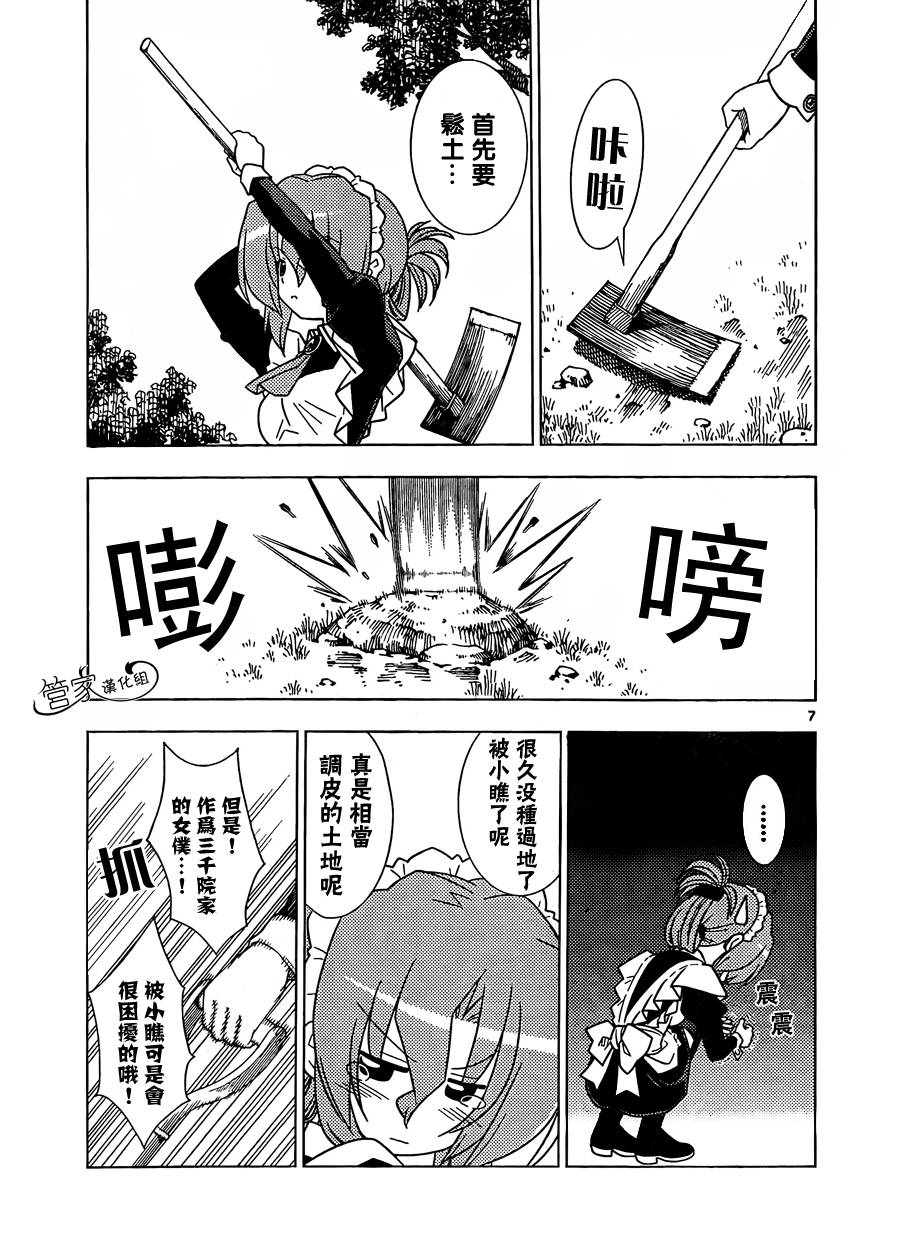 咔啦
首先要
鬆土…
嗙
嘭
管家漢化組
7
……
震震
很久没種過地了
被小瞧了呢
真是相當
調皮的土地呢
但是！
作爲三千院家
的女僕…！
抓
被小瞧可是會
很困擾的哦！